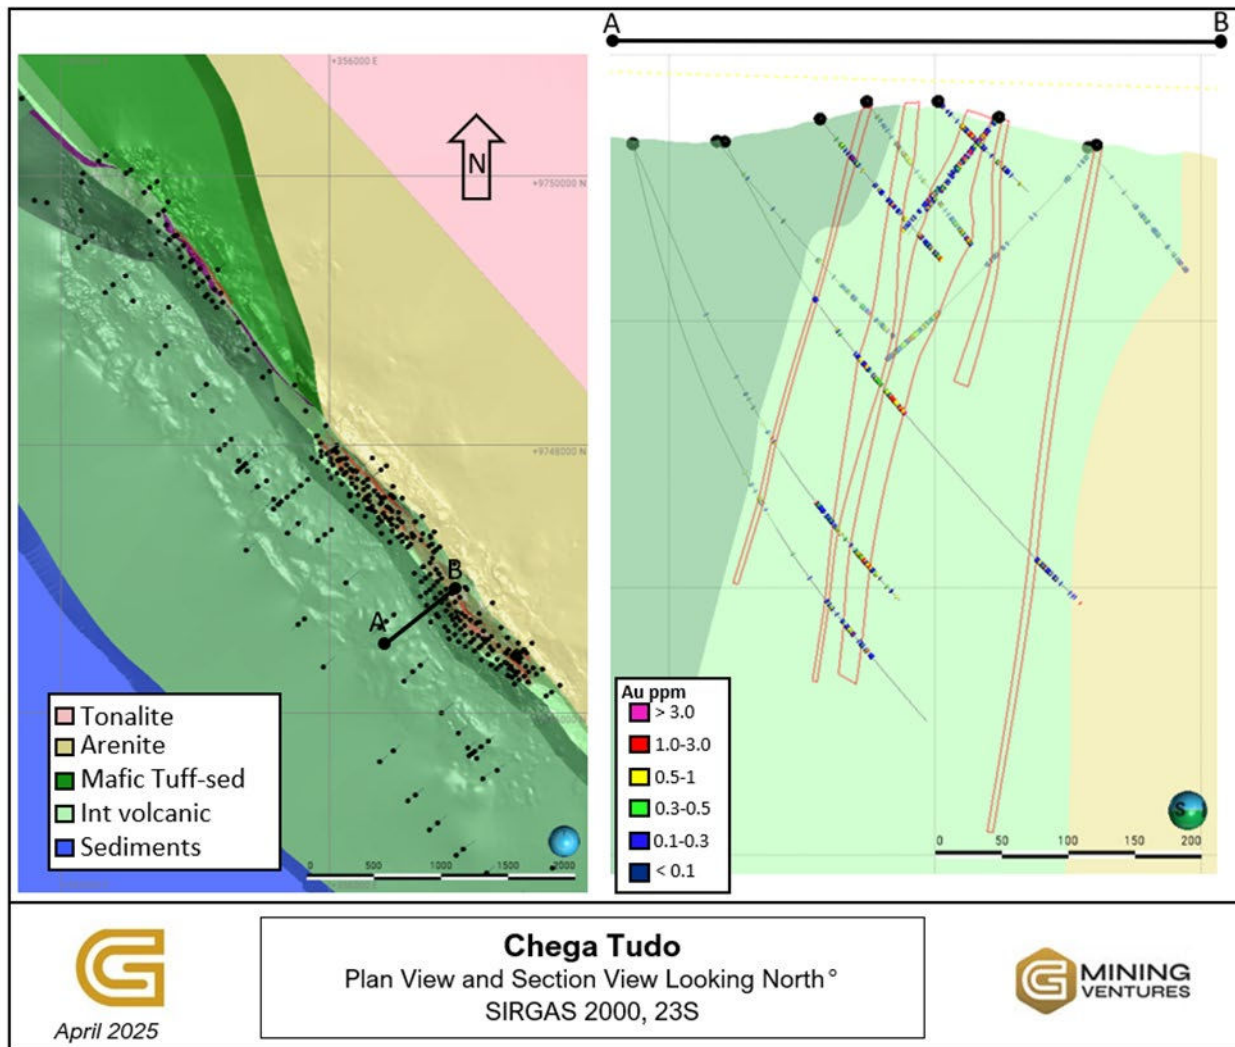 A
B
+356000 E
N
+9750000 N
+9748000 N
B
A
Tonalite
Arenite
Mafic Tuff-sed
Int volcanic
Sediments
0 500 1000 1500 2000
Au ppm
> 3.0
1.0-3.0
0.5-1
0.3-0.5
0.1-0.3
< 0.1
S
0 50 100 150 200
April 2025
Chega Tudo
Plan View and Section View Looking North °
SIRGAS 2000, 23S
G MINING
VENTURES